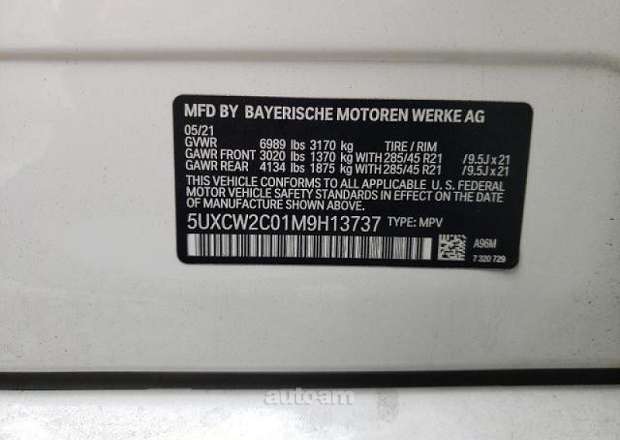 MFD BY BAYERISCHE MOTOREN WERKE AG
05/21
GVWR 6989 lbs 3170 kg TIRE / RIM
GAWR FRONT 3020 lbs 1370 kg WITH 285/45 R21 /9.5J x 21
GAWR REAR 4134 lbs 1875 kg WITH 285/45 R21 /9.5J x 21
THIS VEHICLE CONFORMS TO ALL APPLICABLE U. S. FEDERAL
MOTOR VEHICLE SAFETY STANDARDS IN EFFECT ON THE DATE
OF MANUFACTURE SHOWN ABOVE.
5UXCW2C01M9H13737 TYPE: MPV
A96M
7 320 729
autoam